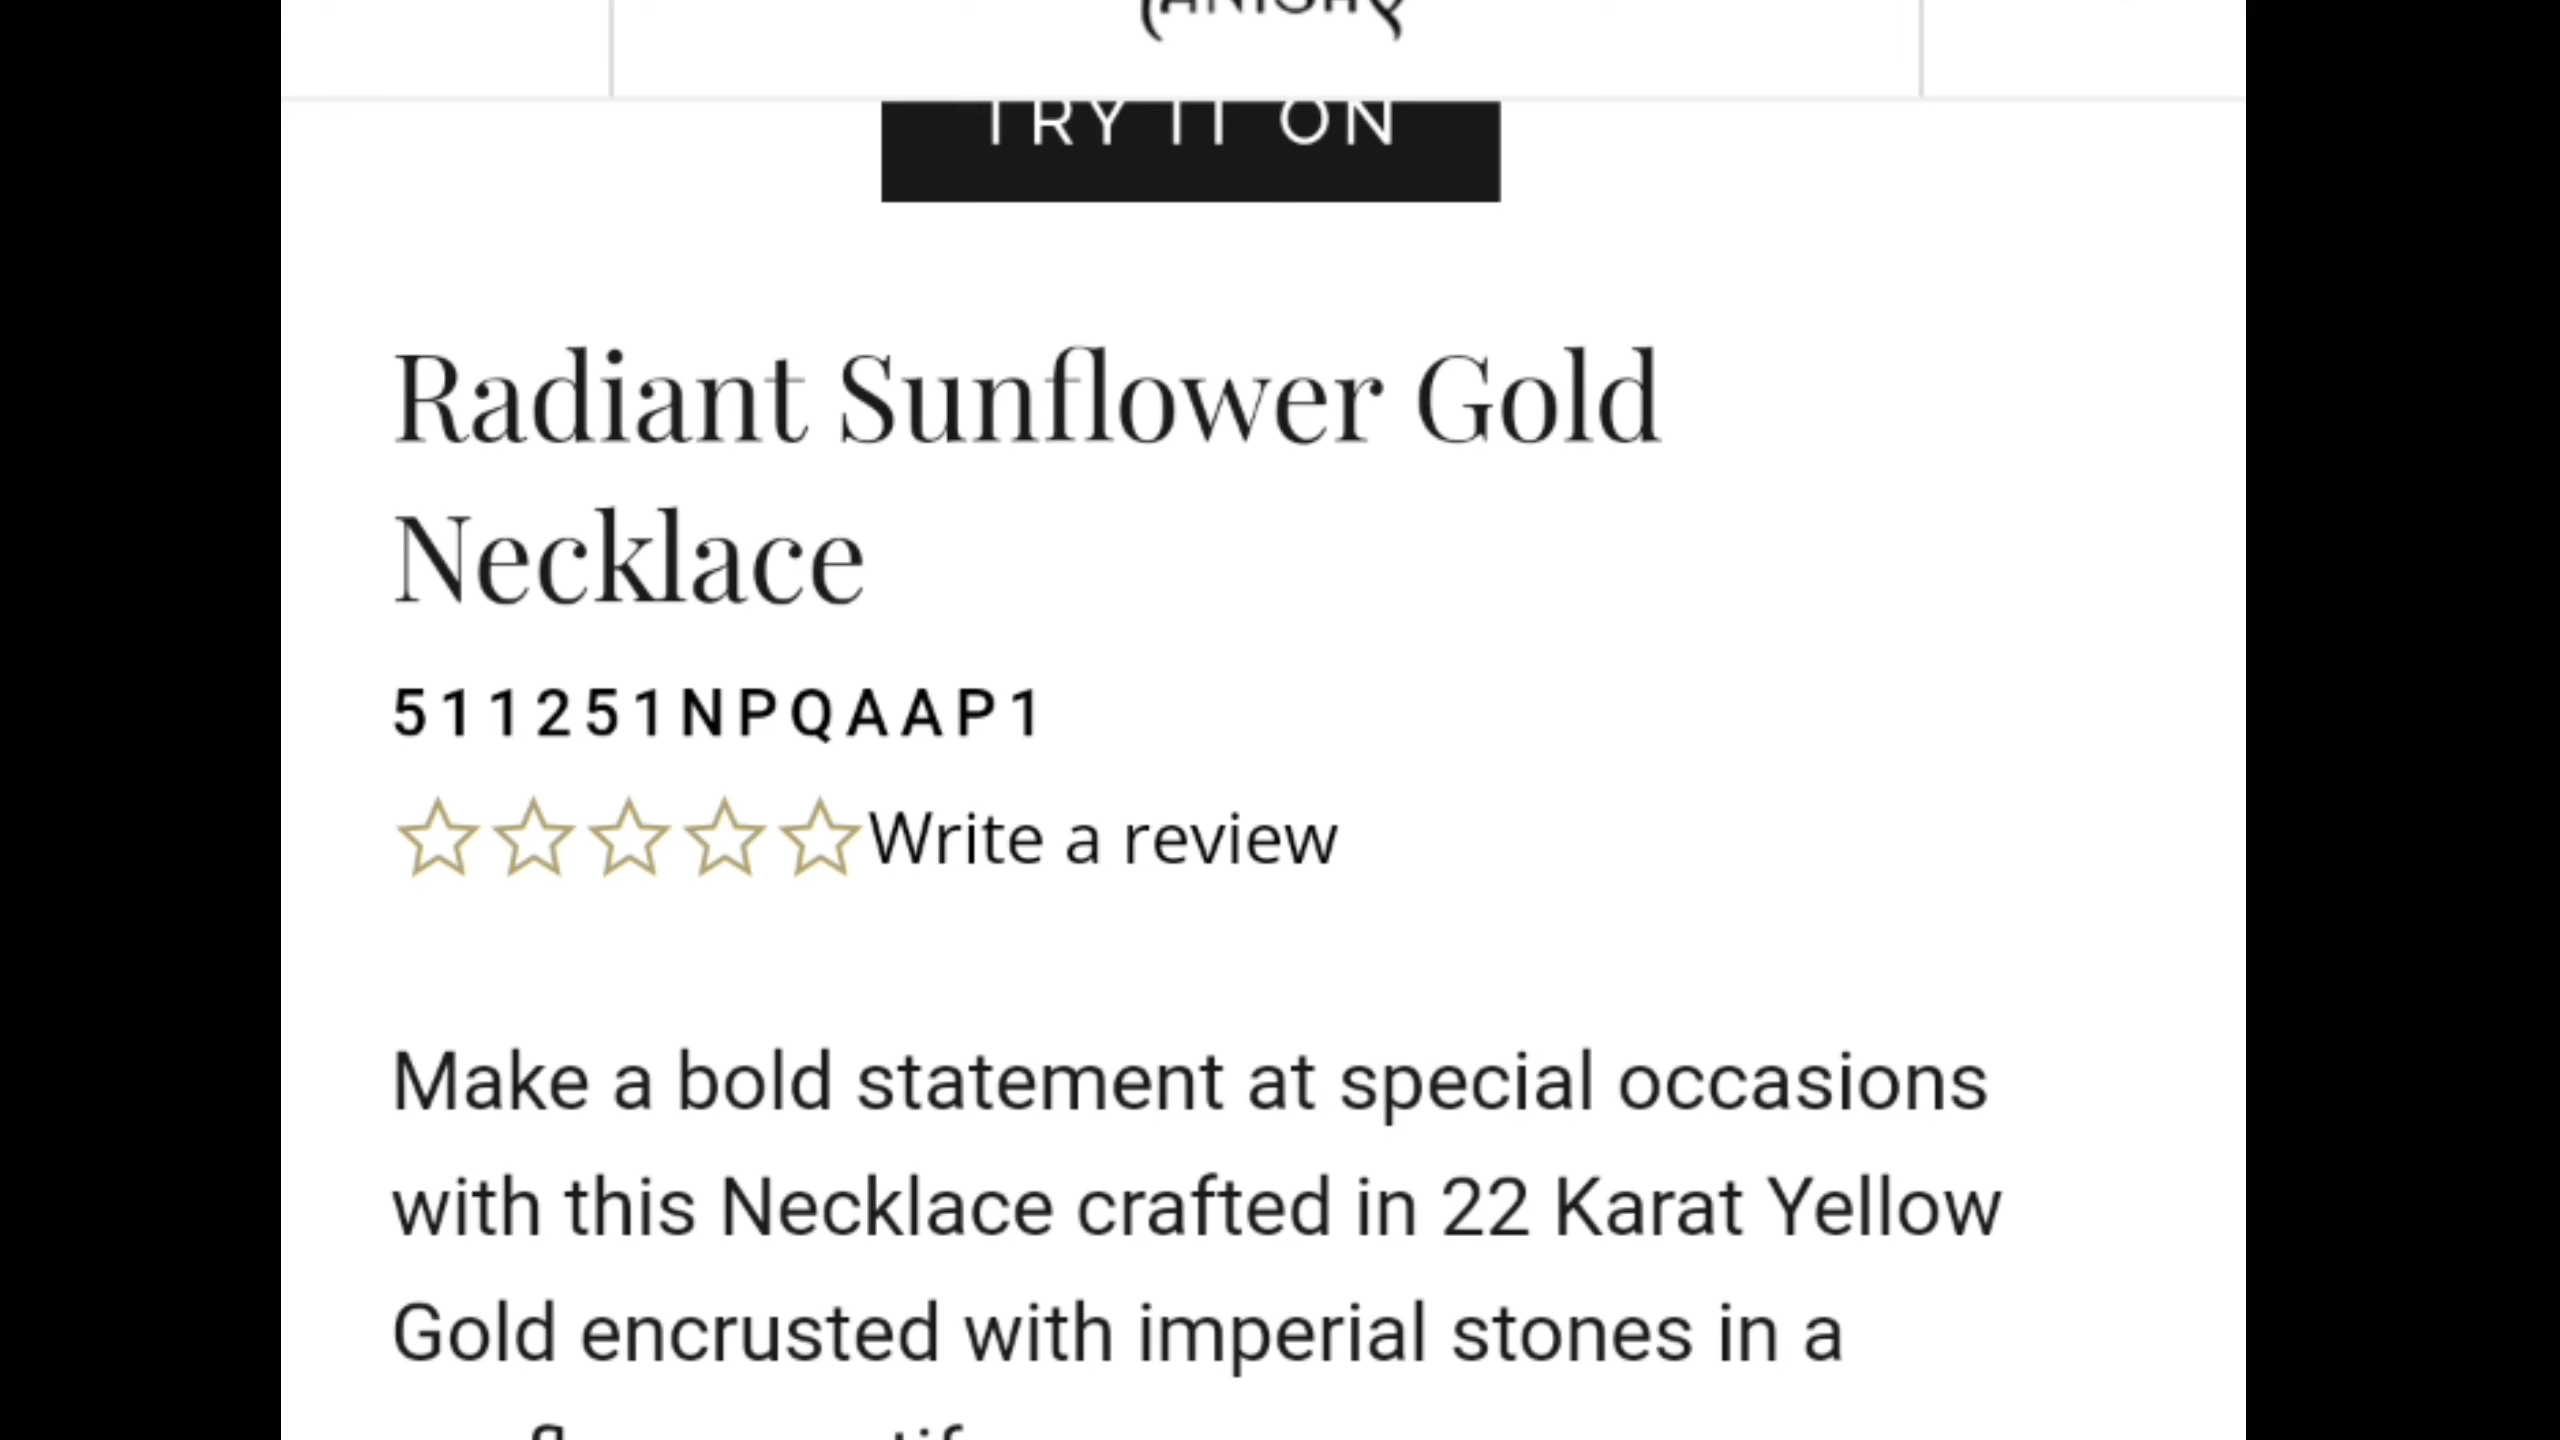 TRY IT ON
Radiant Sunflower Gold
Necklace
511251NPQAAP1
Write a review
Make a bold statement at special occasions
with this Necklace crafted in 22 Karat Yellow
Gold encrusted with imperial stones in a